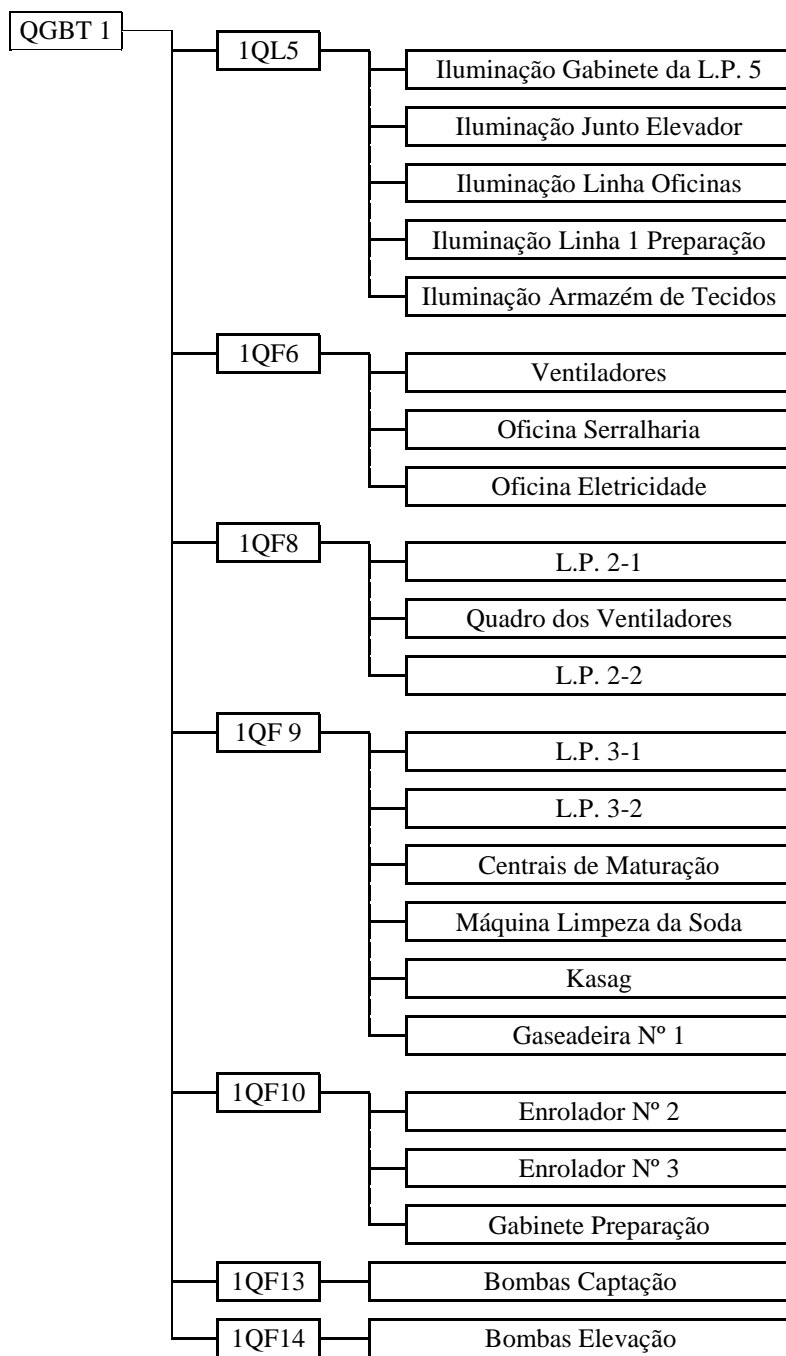 QGBT 1
1QL5
Iluminação Gabinete da L.P. 5
Iluminação Junto Elevador
Iluminação Linha Oficinas
Iluminação Linha 1 Preparação
Iluminação Armazém de Tecidos
1QF6
Ventiladores
Oficina Serralharia
Oficina Eletricidade
1QF8
L.P. 2-1
Quadro dos Ventiladores
L.P. 2-2
1QF 9
L.P. 3-1
L.P. 3-2
Centrais de Maturação
Máquina Limpeza da Soda
Kasag
Gaseadeira Nº 1
1QF10
Enrolador Nº 2
Enrolador Nº 3
Gabinete Preparação
1QF13
Bombas Captação
1QF14
Bombas Elevação